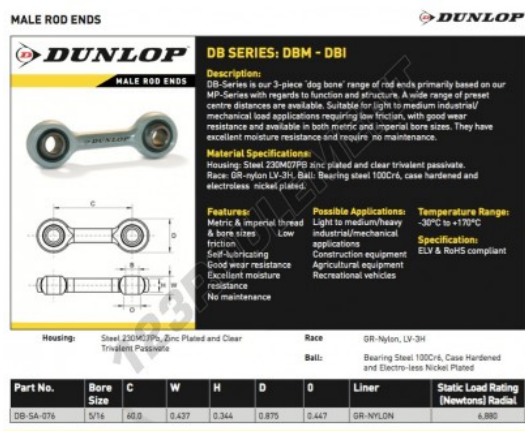 MALE ROD ENDS
DUNLOP
DUNLOP
MALE ROD ENDS
DB SERIES: DBM - DBI
Description:
DB-Series is our 3-piece 'dog bone' range of rod ends primarily based on our
MP-Series with regards to function and structure. A wide range of preset
centre distances are available. Suitable for light to medium industrial/
mechanical load applications requiring low friction, with good wear
resistance and available in both metric and imperial bore sizes. They have
excellent moisture resistance and require no maintenance.
Material Specifications:
Housing: Steel 230M07PB zinc plated and clear trivalent passivate.
Race: GR-nylon LV-3H, Ball: Bearing steel 100Cr6, case hardened and
electroless nickel plated.
Features:
Metric & imperial thread
& bore sizes Low
friction
Self-lubricating
Good wear resistance
Excellent moisture
resistance
No maintenance
Possible Applications:
Light to medium/heavy
industrial/mechanical
applications
Construction equipment
Agricultural equipment
Recreational vehicles
Temperature Range:
-30°C to +170°C
Specification:
ELV & RoHS compliant
C
D
B
H
W
O
Housing: Steel 230M07Pb, Zinc Plated and Clear
Trivalent Passivate
Race GR-Nylon, LV-3H
Ball: Bearing Steel 100Cr6, Case Hardened
and Electro-less Nickel Plated
Part No. Bore Size C W H D 0 Liner Static Load Rating (Newtons) Radial
DB-SA-076 5/16 60.0 0.437 0.344 0.875 0.447 GR-NYLON 6,880
123ROULEMENT